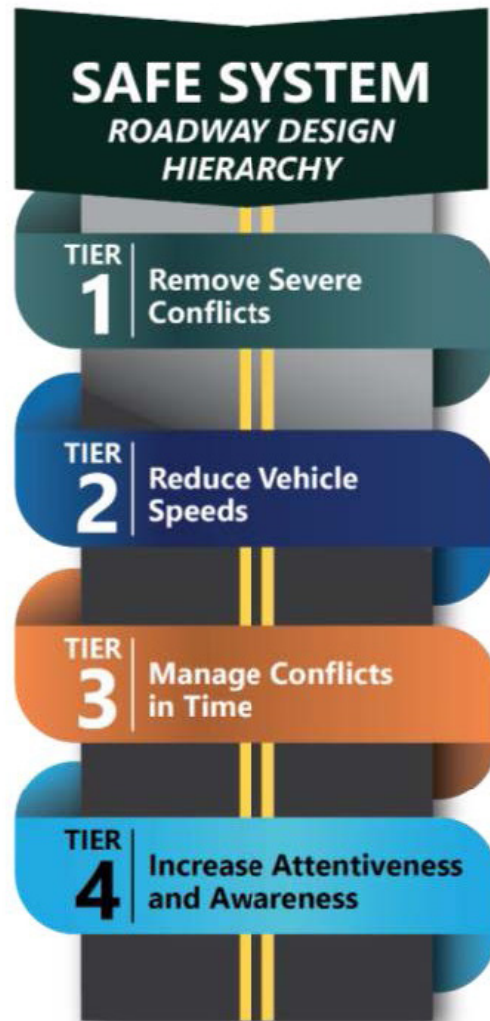 SAFE SYSTEM
ROADWAY DESIGN
HIERARCHY
TIER
1
Remove Severe
Conflicts
TIER
2
Reduce Vehicle
Speeds
TIER
3
Manage Conflicts
in Time
TIER
4
Increase Attentiveness
and Awareness